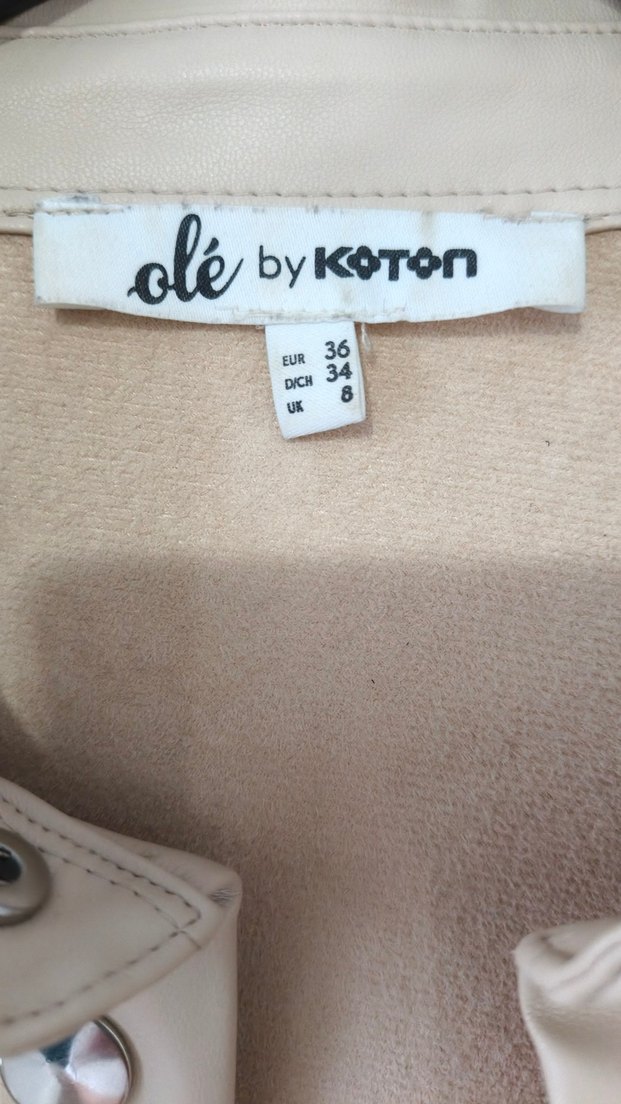 olé by KOTON
EUR 36
D/CH 34
UK 8